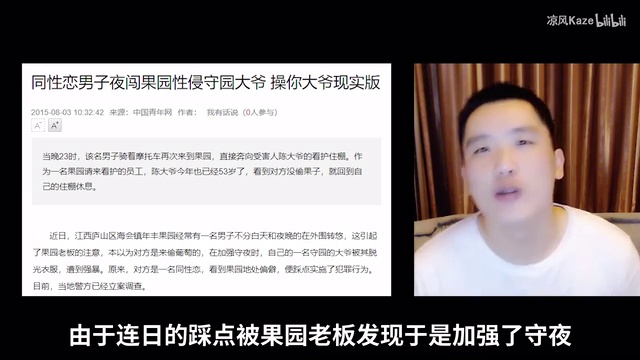 凉风Kaze bilibili
同性恋男子夜闯果园性侵守园大爷 操你大爷现实版
2015-08-03 10:32:42 来源：中国青年网 作者： 我有话说（0人参与）
A- A+
当晚23时，该名男子骑着摩托车再次来到果园，直接奔向受害人陈大爷的看护住棚。作
为一名果园请来看护的员工，陈大爷今年也已经53岁了，看到对方没偷果子，就回到自
己的住棚休息。
近日，江西庐山区海会镇年丰果园经常有一名男子不分白天和夜晚的在外围转悠，这引起
了果园老板的注意，本以为对方是来偷葡萄的，在加强守夜时，自己的一名守园的大爷被其脱
光衣服，遭到强暴。原来，对方是一名同性恋，看到果园地处偏僻，便踩点实施了犯罪行为。
目前，当地警方已经立案调查。
由于连日的踩点被果园老板发现于是加强了守夜